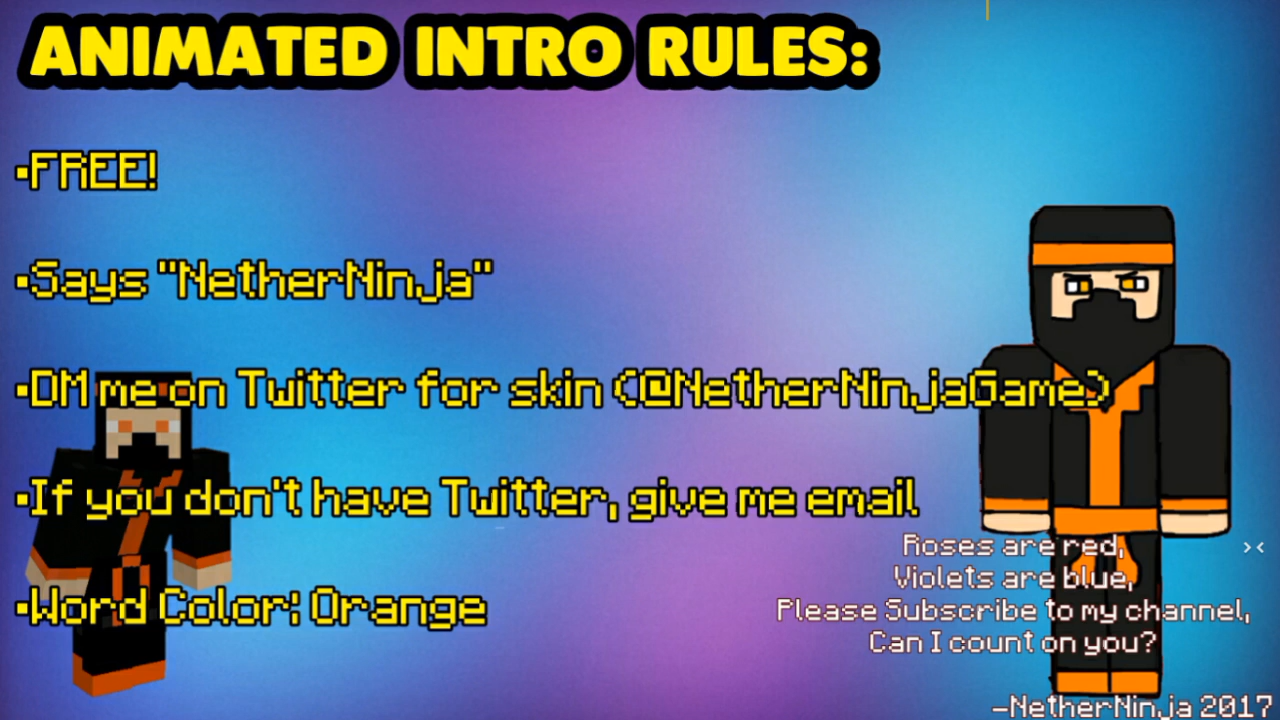 ANIMATED INTRO RULES:
•FREE!
•Says "NetherNinja"
•DM me on Twitter for skin (@NetherNinjaGame)
•If you don't have Twitter, give me email
•Word Color: Orange
Roses are red,
Violets are blue,
Please Subscribe to my channel,
Can I count on you?
-NetherNinja 2017